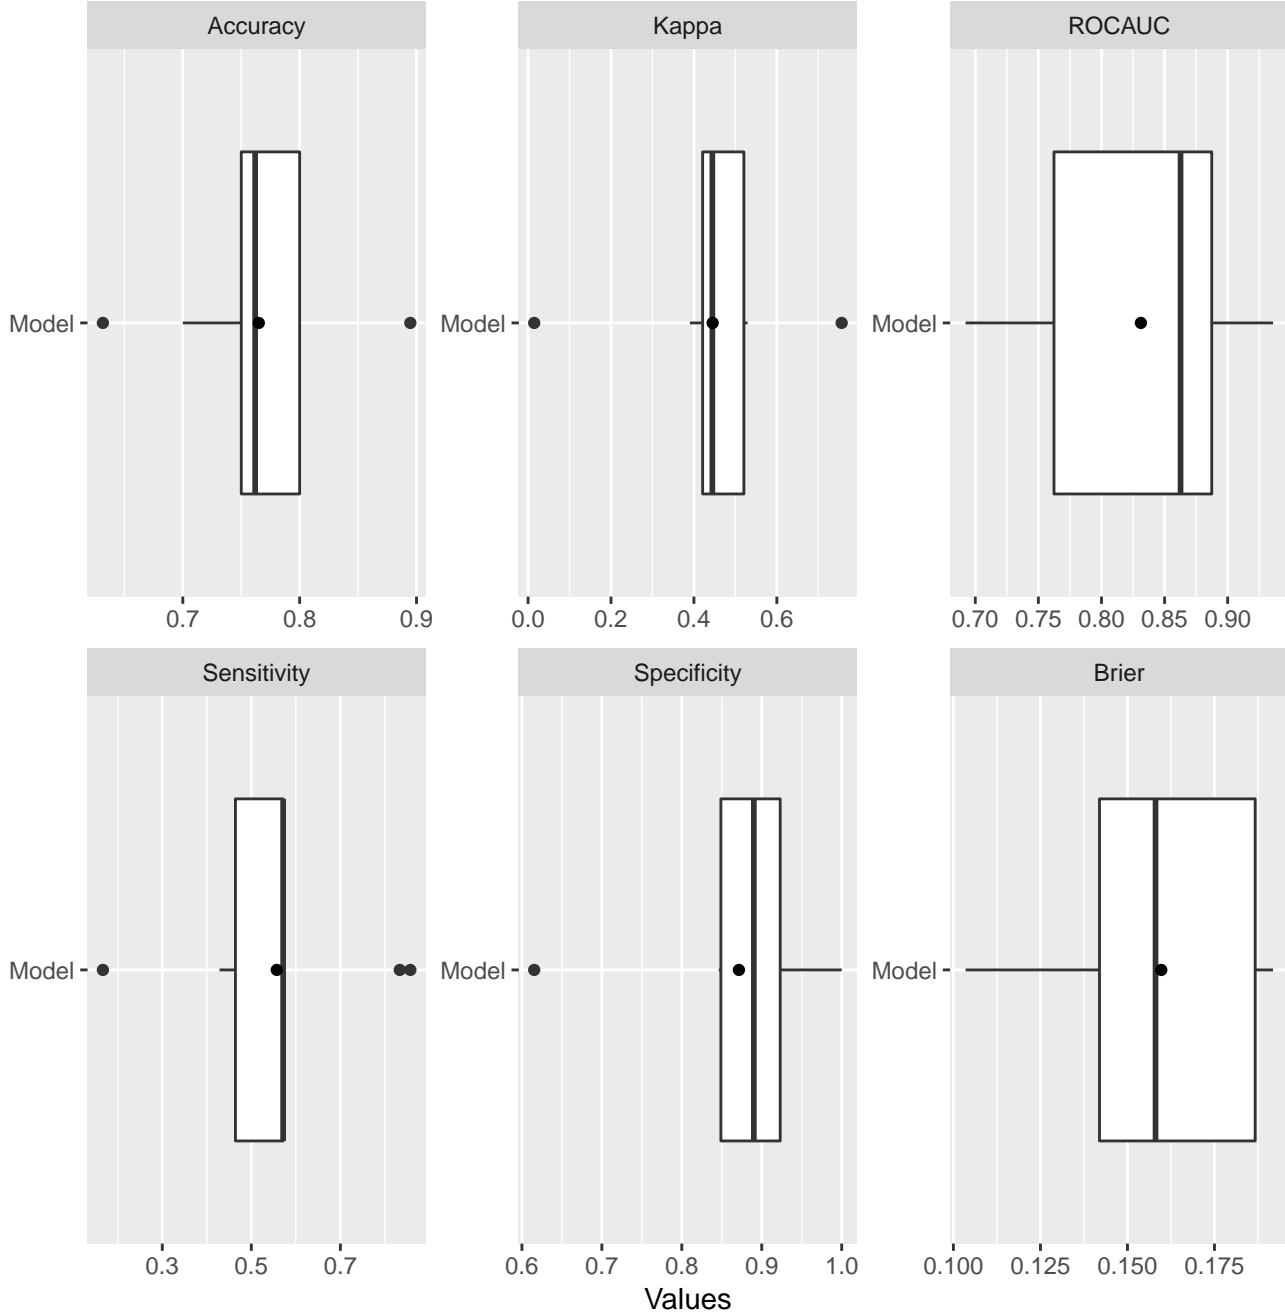 Accuracy Kappa ROCAUC
Model Model Model
0.7 0.8 0.9 0.0 0.2 0.4 0.6 0.70 0.75 0.80 0.85 0.90
Sensitivity Specificity Brier
Model Model Model
0.3 0.5 0.7 0.6 0.7 0.8 0.9 1.0 0.100 0.125 0.150 0.175
Values